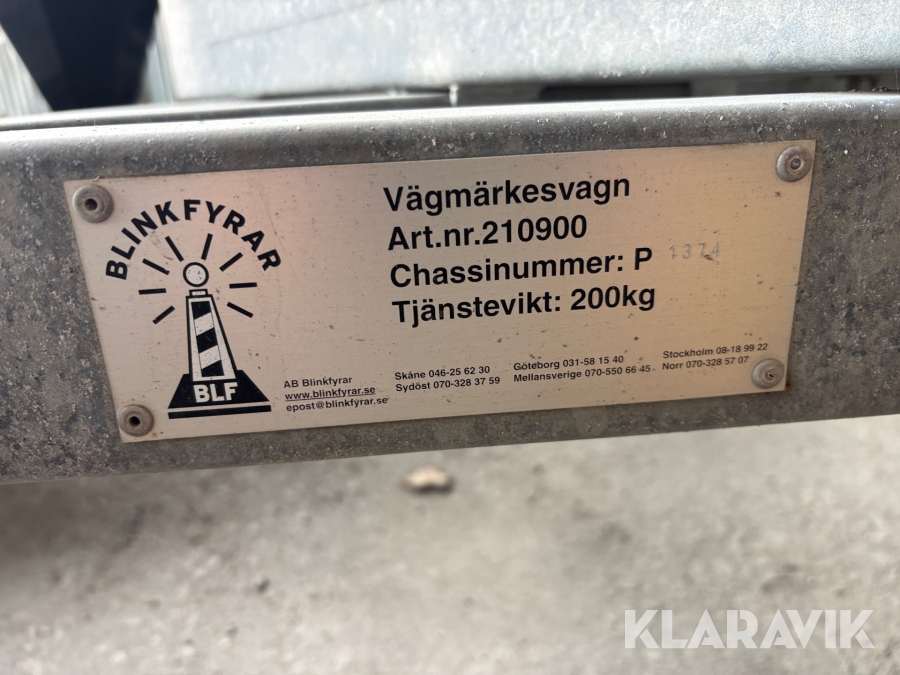 BLINKFYRAR
BLF
Vägmärkesvagn
Art.nr.210900
Chassinummer: P 1374
Tjänstevikt: 200kg
AB Blinkfyrar
www.blinkfyrar.se
epost@blinkfyrar.se
Skåne 046-25 62 30
Sydöst 070-328 37 59
Göteborg 031-58 15 40
Mellansverige 070-550 66 45
Stockholm 08-18 99 22
Norr 070-328 57 07
KLARAVIK